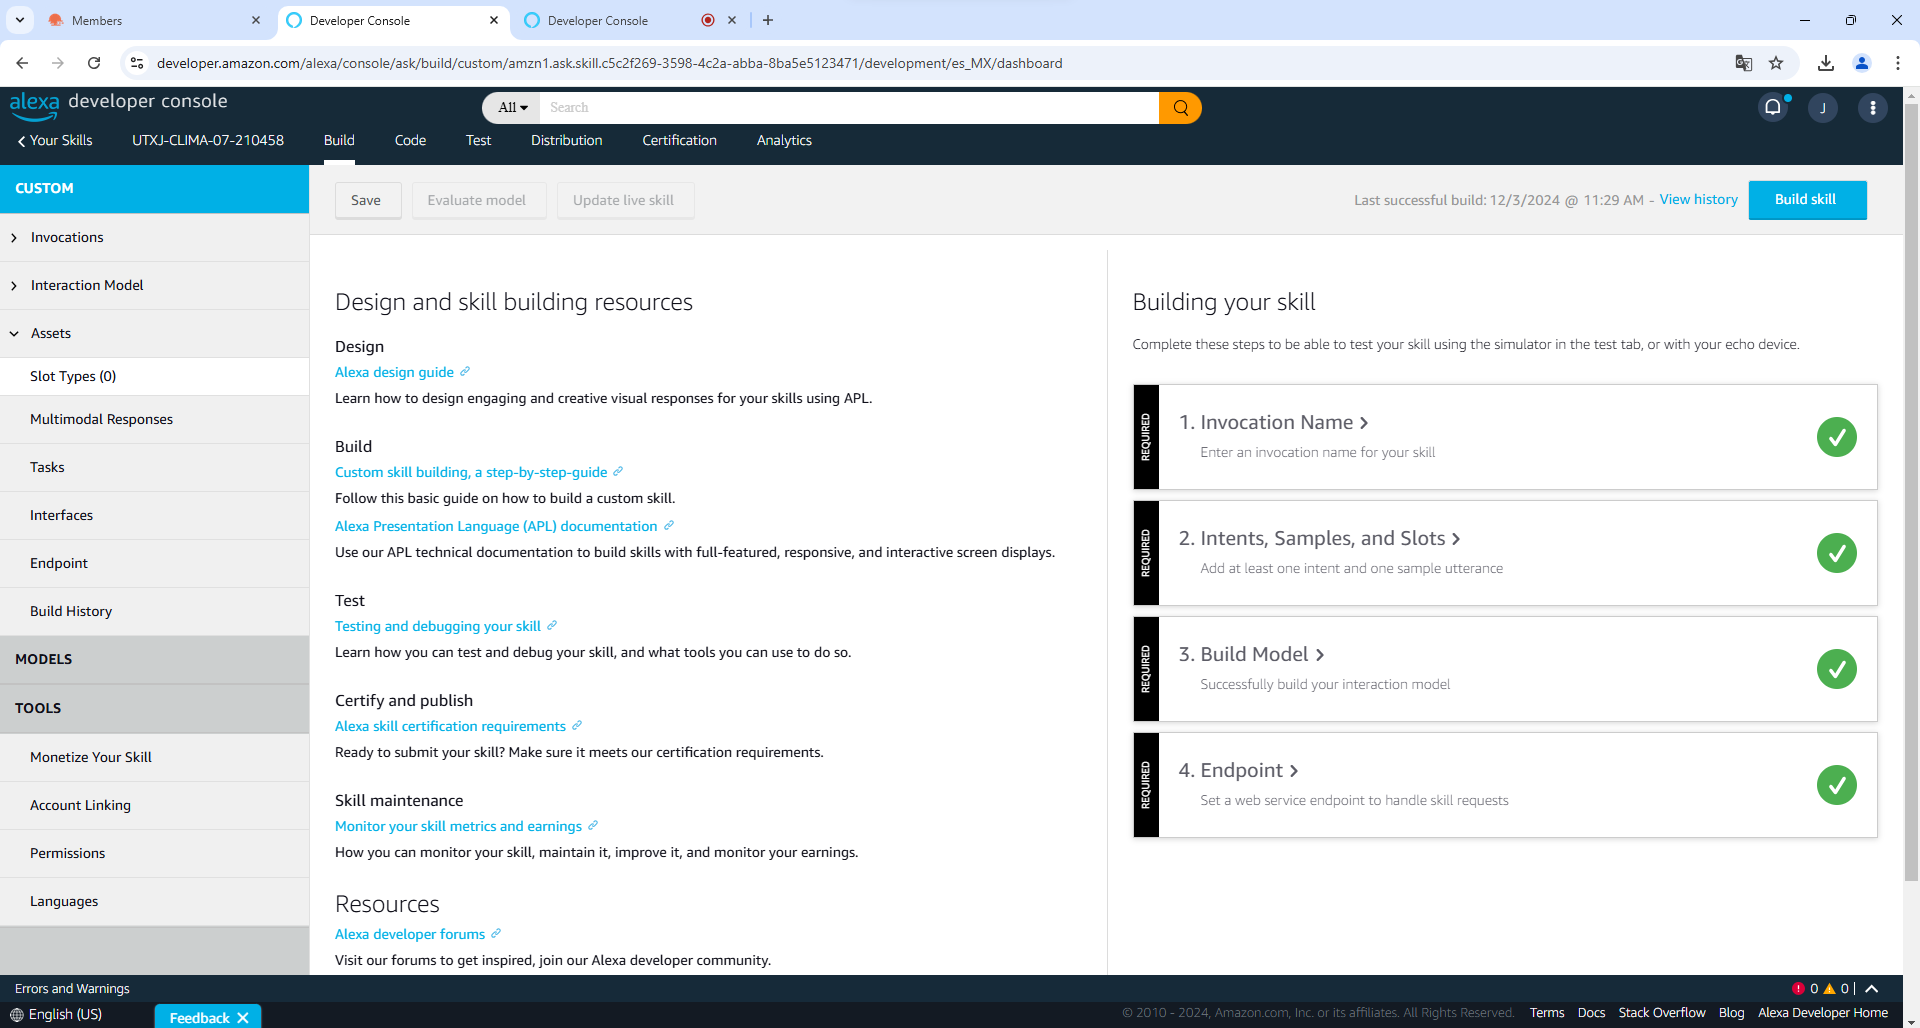 Members
Developer Console
Developer Console
developer.amazon.com/alexa/console/ask/build/custom/amzn1.ask.skill.c5c2f269-3598-4c2a-abba-8ba5e5123471/development/es_MX/dashboard
alexa developer console
All
Search
J
Your Skills
UTXJ-CLIMA-07-210458
Build
Code
Test
Distribution
Certification
Analytics
CUSTOM
Invocations
Interaction Model
Assets
Slot Types (0)
Multimodal Responses
Tasks
Interfaces
Endpoint
Build History
MODELS
TOOLS
Monetize Your Skill
Account Linking
Permissions
Languages
Save
Evaluate model
Update live skill
Last successful build: 12/3/2024 @ 11:29 AM - View history
Build skill
Design and skill building resources
Design
Alexa design guide
Learn how to design engaging and creative visual responses for your skills using APL.
Build
Custom skill building, a step-by-step-guide
Follow this basic guide on how to build a custom skill.
Alexa Presentation Language (APL) documentation
Use our APL technical documentation to build skills with full-featured, responsive, and interactive screen displays.
Test
Testing and debugging your skill
Learn how you can test and debug your skill, and what tools you can use to do so.
Certify and publish
Alexa skill certification requirements
Ready to submit your skill? Make sure it meets our certification requirements.
Skill maintenance
Monitor your skill metrics and earnings
How you can monitor your skill, maintain it, improve it, and monitor your earnings.
Resources
Alexa developer forums
Visit our forums to get inspired, join our Alexa developer community.
Building your skill
Complete these steps to be able to test your skill using the simulator in the test tab, or with your echo device.
REQUIRED
1. Invocation Name
Enter an invocation name for your skill
REQUIRED
2. Intents, Samples, and Slots
Add at least one intent and one sample utterance
REQUIRED
3. Build Model
Successfully build your interaction model
REQUIRED
4. Endpoint
Set a web service endpoint to handle skill requests
Errors and Warnings
0
0
English (US)
Feedback
© 2010 - 2024, Amazon.com, Inc. or its affiliates. All Rights Reserved.
Terms
Docs
Stack Overflow
Blog
Alexa Developer Home